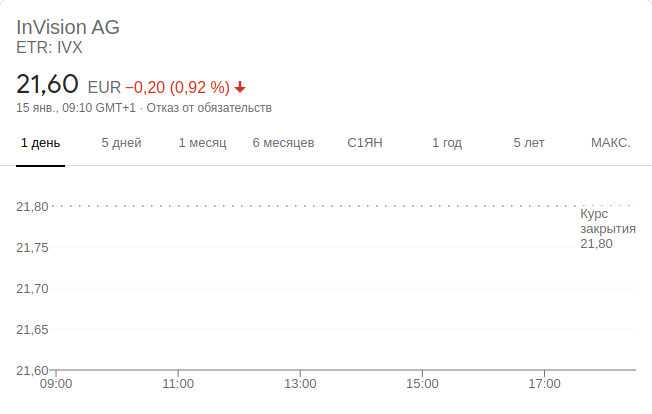 InVision AG
ETR: IVX
21,60 EUR −0,20 (0,92 %)
15 янв., 09:10 GMT+1 · Отказ от обязательств
1 день 5 дней 1 месяц 6 месяцев С1ЯН 1 год 5 лет МАКС.
21,80
Курс
закрытия
21,80
21,75
21,70
21,65
21,60
09:00 11:00 13:00 15:00 17:00